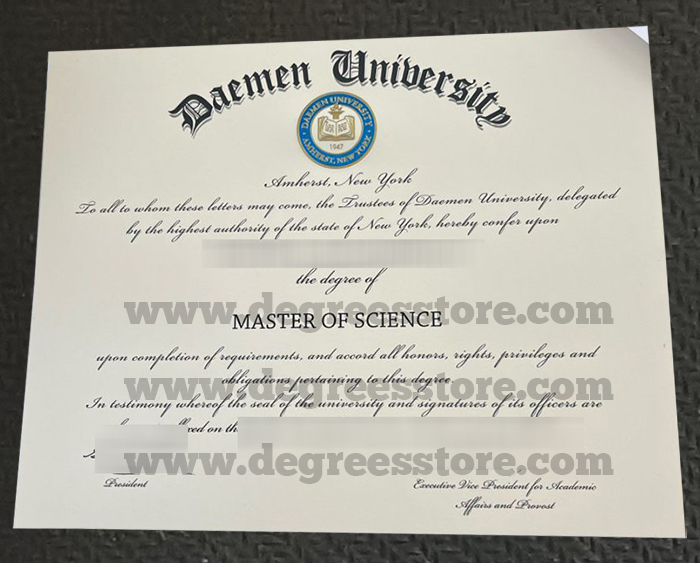 Daemen University
DAEMEN UNIVERSITY
1947
AMHERST, NEW YORK
Amherst, New York
To all to whom these letters may come, the Trustees of Daemen University, delegated
by the highest authority of the state of New York, hereby confer upon
the degree of
www.degreesstore.com
MASTER OF SCIENCE
upon completion of requirements, and accord all honors, rights, privileges and
www.degreesstore.com
obligations pertaining to this degree.
In testimony whereof the seal of the university and signatures of its officers are
on th
www.degreesstore.com
President
Executive Vice President for Academic
Affairs and Provost